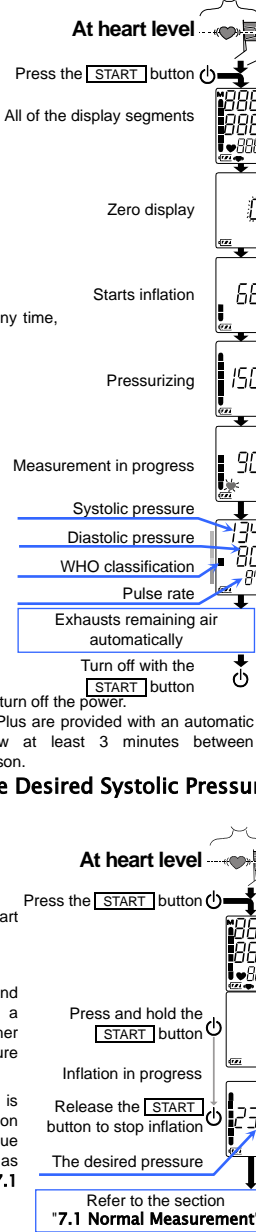 At heart level
Press the START button
All of the display segments
Zero display
Starts inflation
ny time,
Pressurizing
Measurement in progress
Systolic pressure
Diastolic pressure
WHO classification
Pulse rate
Exhausts remaining air
automatically
Turn off with the
START button
turn off the power.
Plus are provided with an automatic
w at least 3 minutes between
son.
e Desired Systolic Pressur
At heart level
Press the START button
art
nd
Press and hold the
a
START button
ner
ure
Inflation in progress
is
Release the START
on
button to stop inflation
ue
as
The desired pressure
7.1
Refer to the section
"7.1 Normal Measurement"